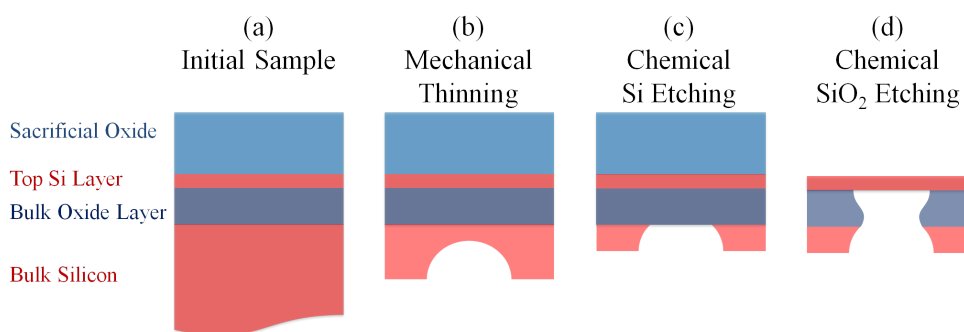 (a)
Initial Sample
(b)
Mechanical
Thinning
(c)
Chemical
Si Etching
(d)
Chemical
SiO₂ Etching
Sacrificial Oxide
Top Si Layer
Bulk Oxide Layer
Bulk Silicon